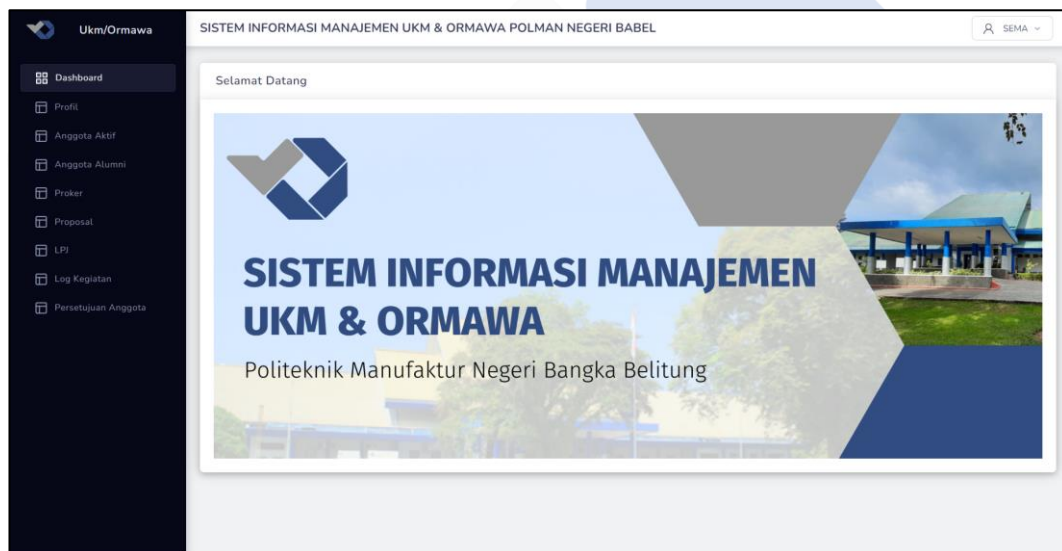 Ukm/Ormawa
SISTEM INFORMASI MANAJEMEN UKM & ORMAWA POLMAN NEGERI BABEL
SEMA
Dashboard
Profil
Anggota Aktif
Anggota Alumni
Proker
Proposal
LPJ
Log Kegiatan
Persetujuan Anggota
Selamat Datang
SISTEM INFORMASI MANAJEMEN
UKM & ORMAWA
Politeknik Manufaktur Negeri Bangka Belitung